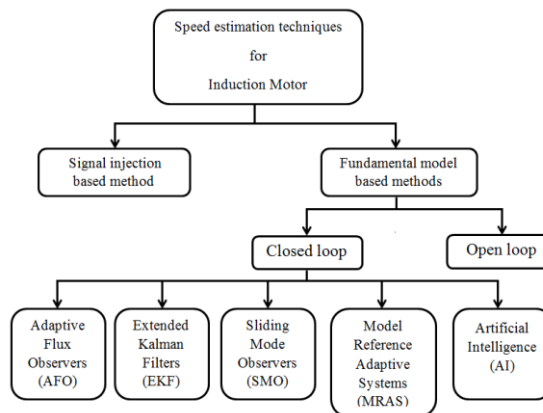 Speed estimation techniques
for
Induction Motor
Signal injection
based method
Fundamental model
based methods
Closed loop
Open loop
Adaptive
Flux
Observers
(AFO)
Extended
Kalman
Filters
(EKF)
Sliding
Mode
Observers
(SMO)
Model
Reference
Adaptive
Systems
(MRAS)
Artificial
Intelligence
(AI)